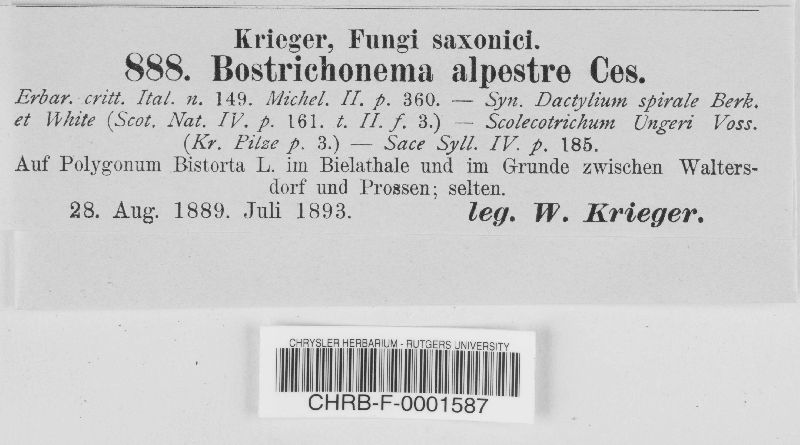 Krieger, Fungi saxonici.
888. Bostrichonema alpestre Ces.
Erbar. critt. Ital. n. 149. Michel. II. p. 360. — Syn. Dactylium spirale Berk.
et White (Scot. Nat. IV. p. 161. t. II. f. 3.) — Scolecotrichum Ungeri Voss.
(Kr. Pilze p. 3.) — Sacc Syll. IV. p. 185.
Auf Polygonum Bistorta L. im Bielathale und im Grunde zwischen Walters-
dorf und Prossen; selten.
28. Aug. 1889. Juli 1893. leg. W. Krieger.
CHRYSLER HERBARIUM - RUTGERS UNIVERSITY
CHRB-F-0001587